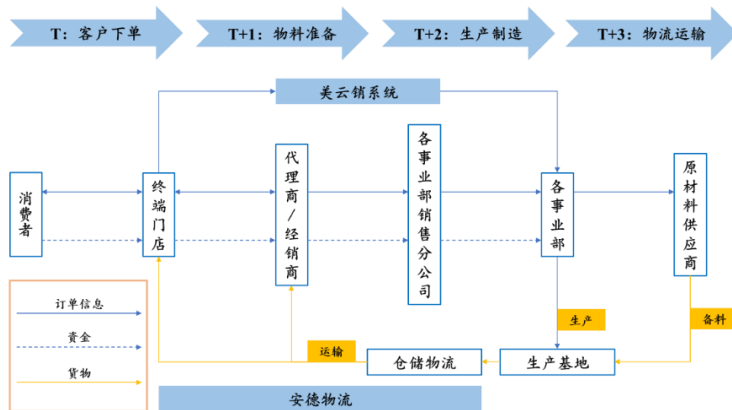 T：客户下单
T+1：物料准备
T+2：生产制造
T+3：物流运输
美云销系统
消费者
终端门店
代理商/经销商
各事业部销售分公司
各事业部
原材料供应商
订单信息
资金
货物
生产
备料
运输
仓储物流
生产基地
安德物流